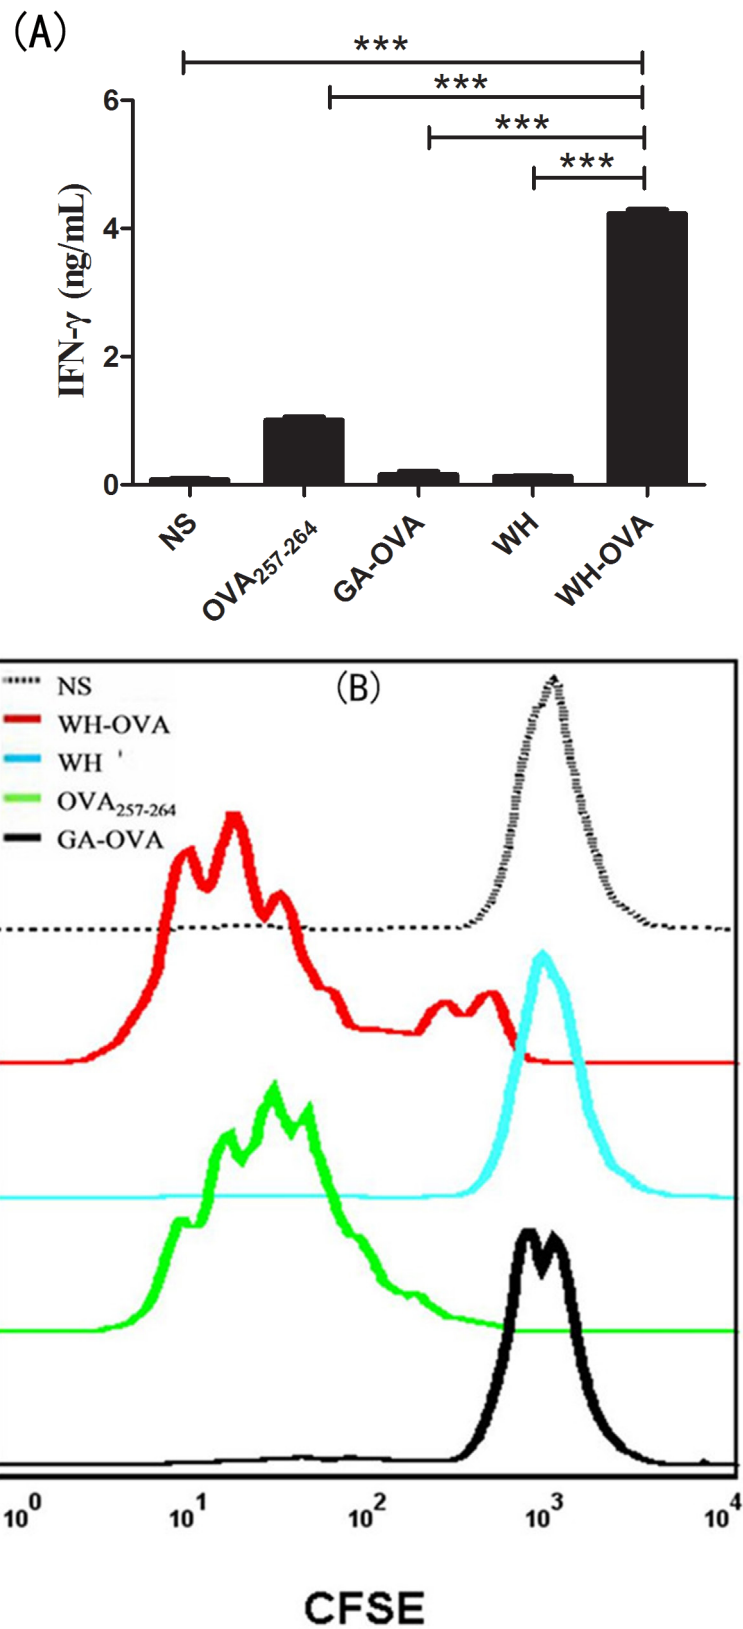 (A)
***
***
***
***
6
4
2
0
IFN-γ (ng/mL)
NS
OVA257-264
GA-OVA
WH
WH-OVA
(B)
NS
WH-OVA
WH '
OVA257-264
GA-OVA
10^0 10^1 10^2 10^3 10^4
CFSE